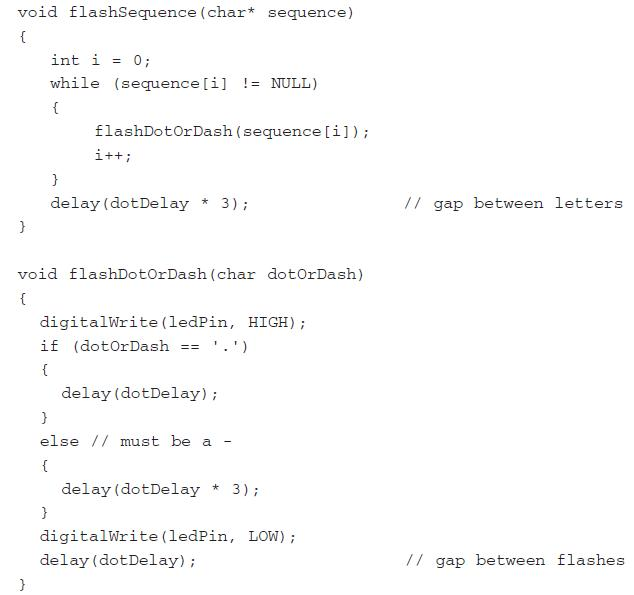 void flashSequence(char* sequence)
{
int i = 0;
while (sequence[i] != NULL)
{
flashDotOrDash(sequence[i]);
i++;
}
delay(dotDelay * 3); // gap between letters
}
void flashDotOrDash(char dotOrDash)
{
digitalWrite(ledPin, HIGH);
if (dotOrDash == '.')
{
delay(dotDelay);
}
else // must be a -
{
delay(dotDelay * 3);
}
digitalWrite(ledPin, LOW);
delay(dotDelay); // gap between flashes
}